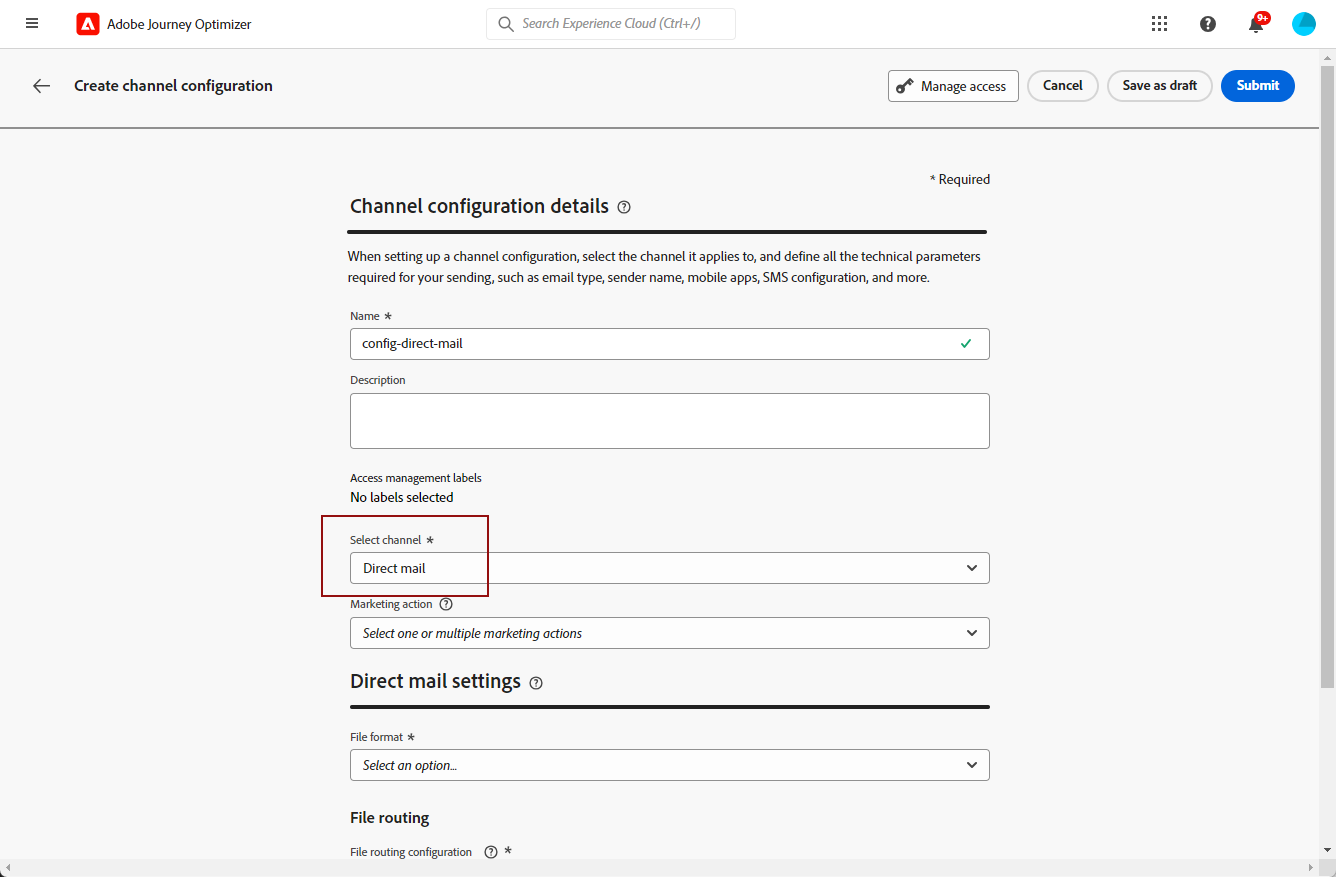 Adobe Journey Optimizer
Search Experience Cloud (Ctrl+/)
9+
Create channel configuration
Manage access
Cancel
Save as draft
Submit
* Required
Channel configuration details
When setting up a channel configuration, select the channel it applies to, and define all the technical parameters
required for your sending, such as email type, sender name, mobile apps, SMS configuration, and more.
Name *
config-direct-mail
Description
Access management labels
No labels selected
Select channel *
Direct mail
Marketing action
Select one or multiple marketing actions
Direct mail settings
File format *
Select an option...
File routing
File routing configuration *